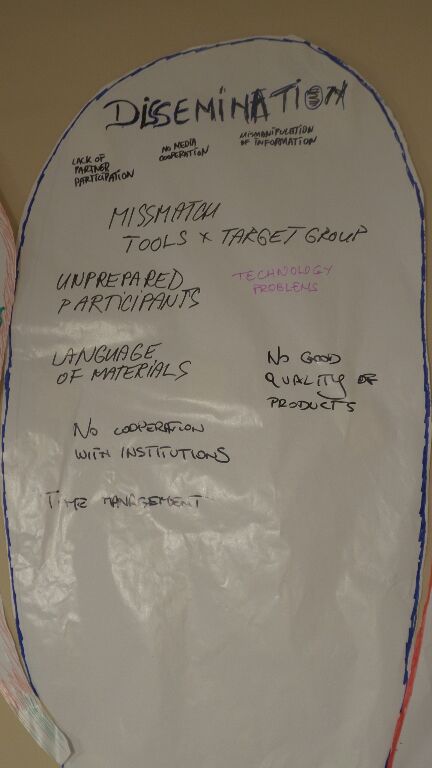 DISSEMINATION
LACK OF
PARTNER
PARTICIPATION
NO MEDIA
COOPERATION
MISMANIPULATION
OF INFORMATION
MISSMATCH
TOOLS x TARGET GROUP
UNPREPARED
PARTICIPANTS
TECHNOLOGY
PROBLEMS
LANGUAGE
OF MATERIALS
NO GOOD
QUALITY OF
PRODUCTS
NO COOPERATION
WITH INSTITUTIONS
TIME MANAGEMENT